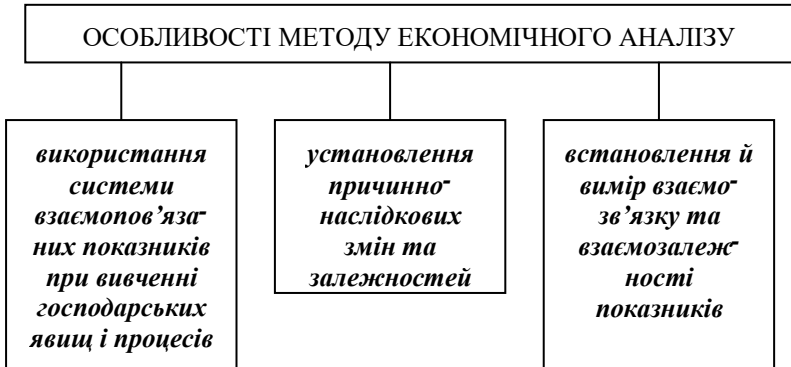 ОСОБЛИВОСТІ МЕТОДУ ЕКОНОМІЧНОГО АНАЛІЗУ
використання
системи
взаємопов’яза-
них показників
при вивченні
господарських
явищ і процесів
установлення
причинно-
наслідкових
змін та
залежностей
встановлення й
вимір взаємо-
зв’язку та
взаємозалеж-
ності
показників